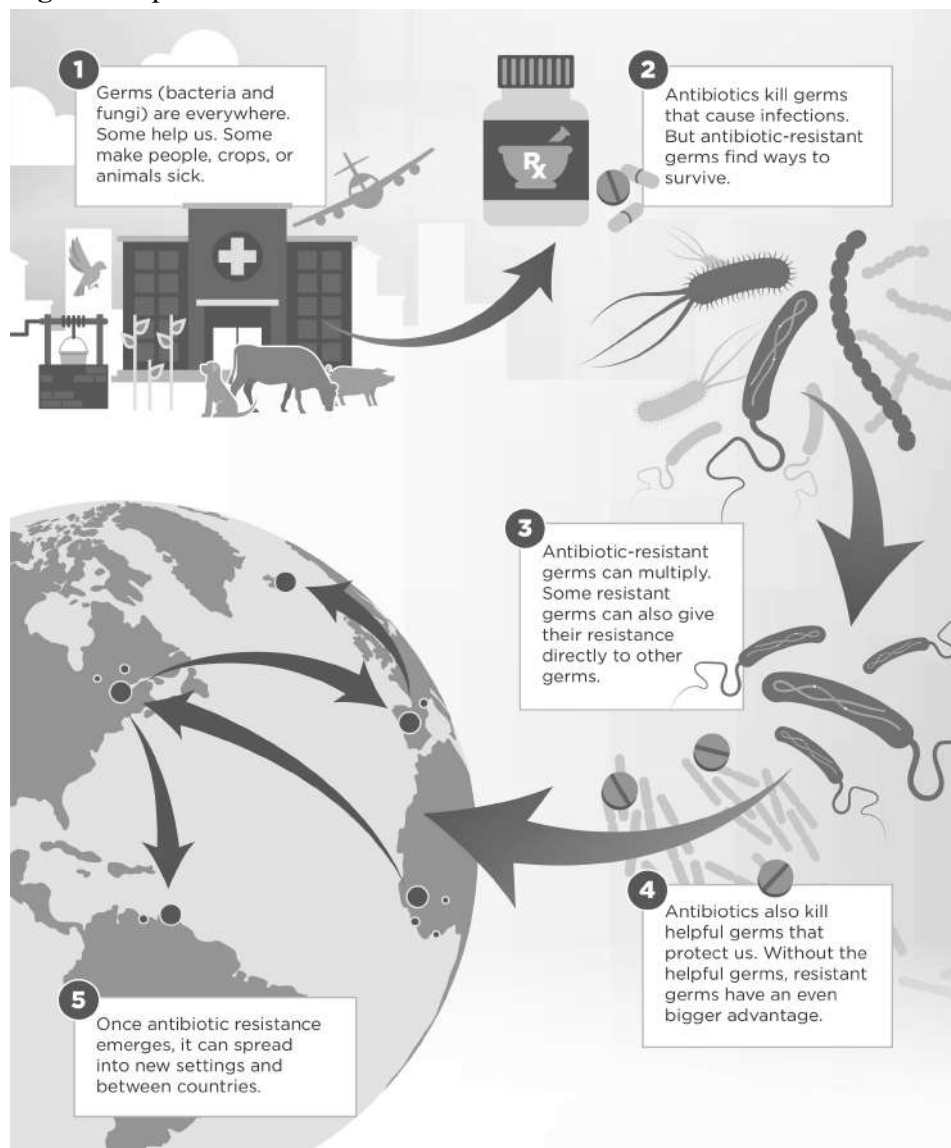 1
Germs (bacteria and
fungi) are everywhere.
Some help us. Some
make people, crops, or
animals sick.
Rx
2
Antibiotics kill germs
that cause infections.
But antibiotic-resistant
germs find ways to
survive.
3
Antibiotic-resistant
germs can multiply.
Some resistant
germs can also give
their resistance
directly to other
germs.
4
Antibiotics also kill
helpful germs that
protect us. Without the
helpful germs, resistant
germs have an even
bigger advantage.
5
Once antibiotic resistance
emerges, it can spread
into new settings and
between countries.